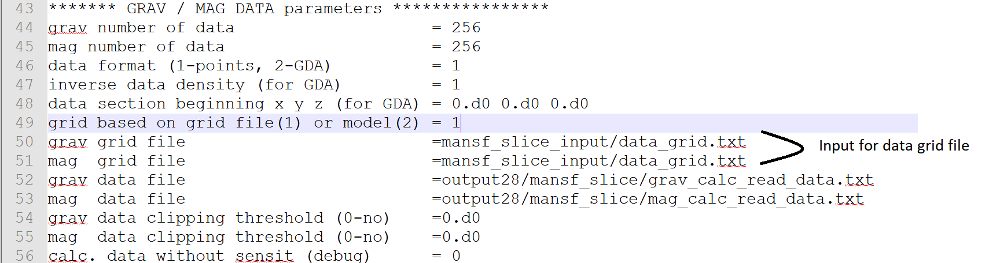 43 ******* GRAV / MAG DATA parameters ****************
44 grav number of data = 256
45 mag number of data = 256
46 data format (1-points, 2-GDA) = 1
47 inverse data density (for GDA) = 1
48 data section beginning x y z (for GDA) = 0.d0 0.d0 0.d0
49 grid based on grid file(1) or model(2) = 1
50 grav grid file =mansf_slice_input/data_grid.txt
51 mag  grid file =mansf_slice_input/data_grid.txt
Input for data grid file
52 grav data file =output28/mansf_slice/grav_calc_read_data.txt
53 mag  data file =output28/mansf_slice/mag_calc_read_data.txt
54 grav data clipping threshold (0-no) =0.d0
55 mag  data clipping threshold (0-no) =0.d0
56 calc. data without sensit (debug) = 0